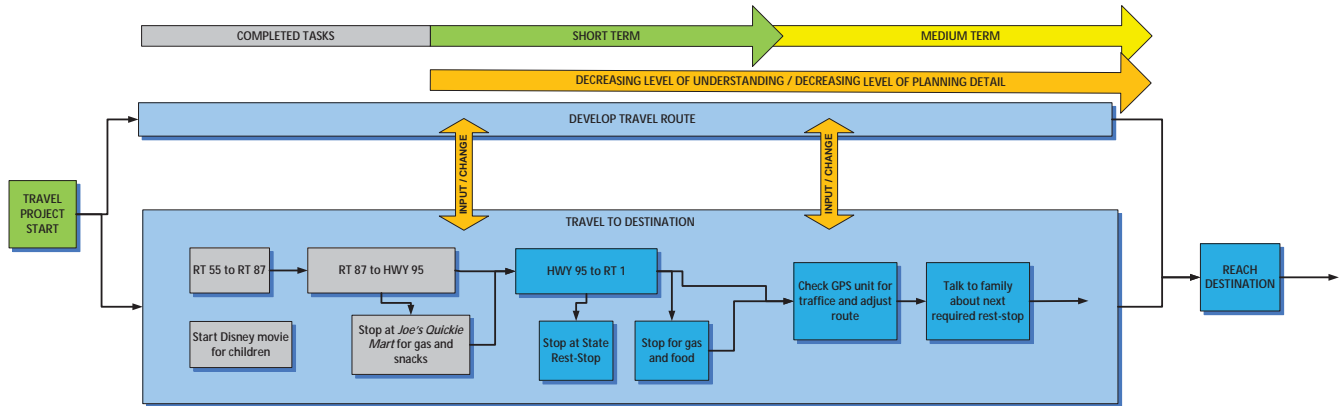 COMPLETED TASKS
SHORT TERM
MEDIUM TERM
DECREASING LEVEL OF UNDERSTANDING / DECREASING LEVEL OF PLANNING DETAIL
DEVELOP TRAVEL ROUTE
INPUT / CHANGE
INPUT / CHANGE
TRAVEL
PROJECT
START
TRAVEL TO DESTINATION
RT 55 to RT 87
RT 87 to HWY 95
HWY 95 to RT 1
Check GPS unit for
traffice and adjust
route
Talk to family
about next
required rest-stop
REACH
DESTINATION
Start Disney movie
for children
Stop at Joe's Quickie
Mart for gas and
snacks
Stop at State
Rest-Stop
Stop for gas
and food